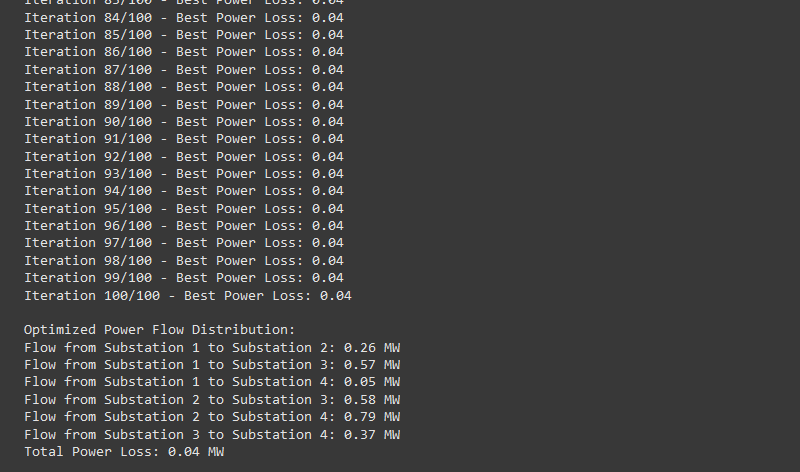 Iteration 83/100 - Best Power Loss: 0.04
Iteration 84/100 - Best Power Loss: 0.04
Iteration 85/100 - Best Power Loss: 0.04
Iteration 86/100 - Best Power Loss: 0.04
Iteration 87/100 - Best Power Loss: 0.04
Iteration 88/100 - Best Power Loss: 0.04
Iteration 89/100 - Best Power Loss: 0.04
Iteration 90/100 - Best Power Loss: 0.04
Iteration 91/100 - Best Power Loss: 0.04
Iteration 92/100 - Best Power Loss: 0.04
Iteration 93/100 - Best Power Loss: 0.04
Iteration 94/100 - Best Power Loss: 0.04
Iteration 95/100 - Best Power Loss: 0.04
Iteration 96/100 - Best Power Loss: 0.04
Iteration 97/100 - Best Power Loss: 0.04
Iteration 98/100 - Best Power Loss: 0.04
Iteration 99/100 - Best Power Loss: 0.04
Iteration 100/100 - Best Power Loss: 0.04
Optimized Power Flow Distribution:
Flow from Substation 1 to Substation 2: 0.26 MW
Flow from Substation 1 to Substation 3: 0.57 MW
Flow from Substation 1 to Substation 4: 0.05 MW
Flow from Substation 2 to Substation 3: 0.58 MW
Flow from Substation 2 to Substation 4: 0.79 MW
Flow from Substation 3 to Substation 4: 0.37 MW
Total Power Loss: 0.04 MW